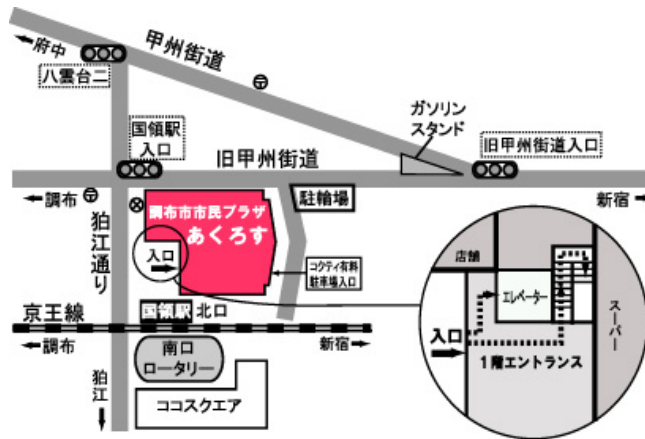 府中
甲州街道
八雲台二
国領駅
入口
ガソリン
スタンド
旧甲州街道入口
旧甲州街道
調布
新宿
調布市市民プラザ
あくろす
駐輪場
狛江通り
入口
コクティ有料
駐車場入口
国領駅
北口
京王線
調布
新宿
南口
ロータリー
狛江
ココスクエア
店舗
エレベーター
スーパー
入口
1階エントランス